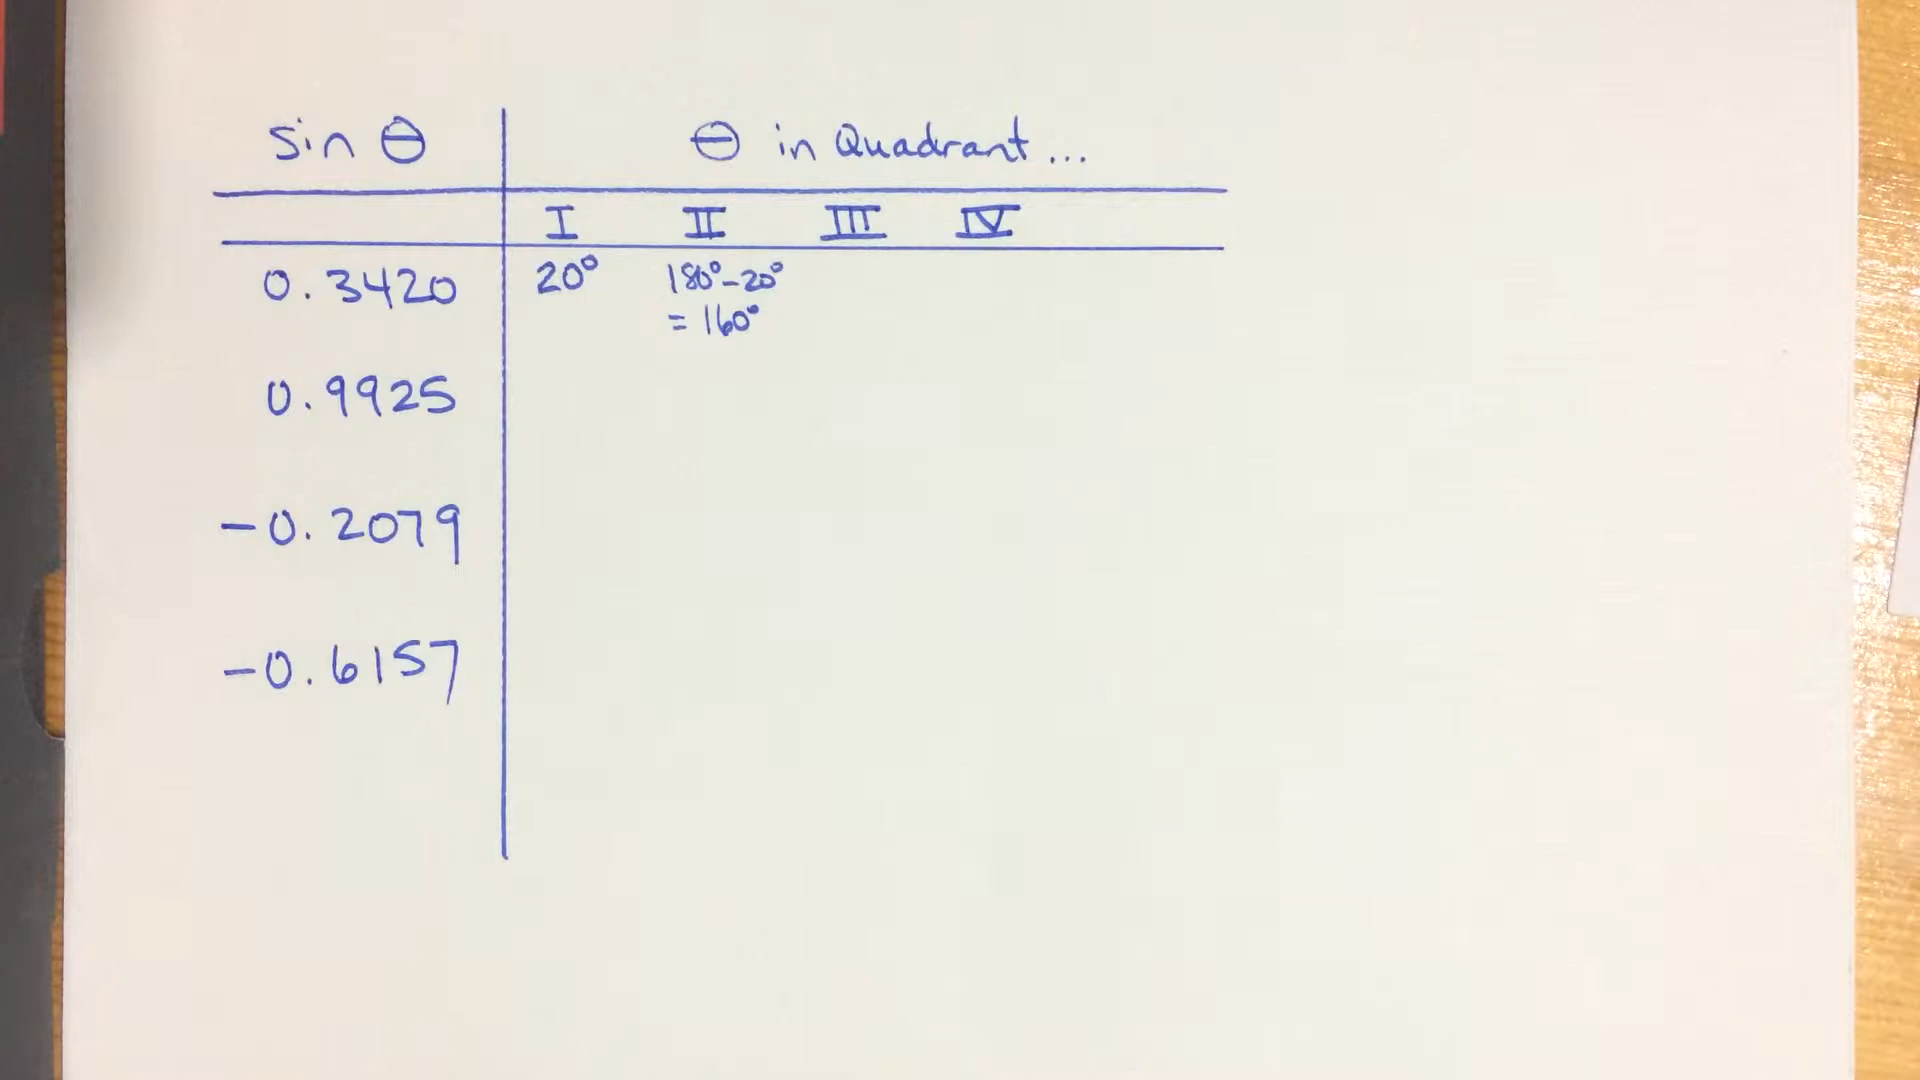 sin Θ Θ in Quadrant...
I II III IV
0.3420 20° 180°-20°
= 160°
0.9925
-0.2079
-0.6157